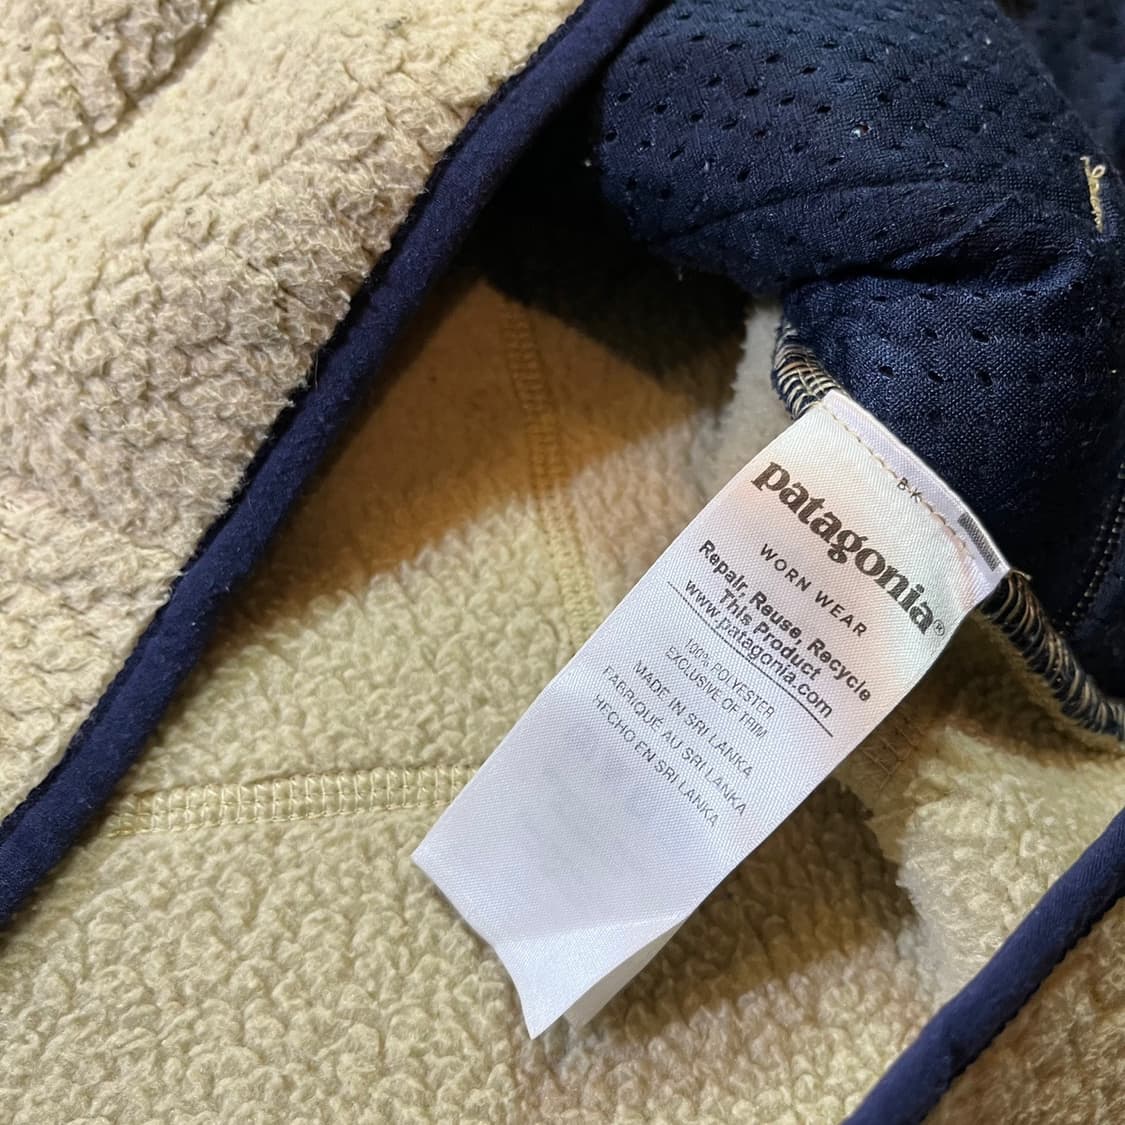 B·K
patagonia®
WORN WEAR
Repair, Reuse, Recycle
This Product
www.patagonia.com
100% POLYESTER
EXCLUSIVE OF TRIM
MADE IN SRI LANKA
FABRIQUÉ AU SRI LANKA
HECHO EN SRI LANKA